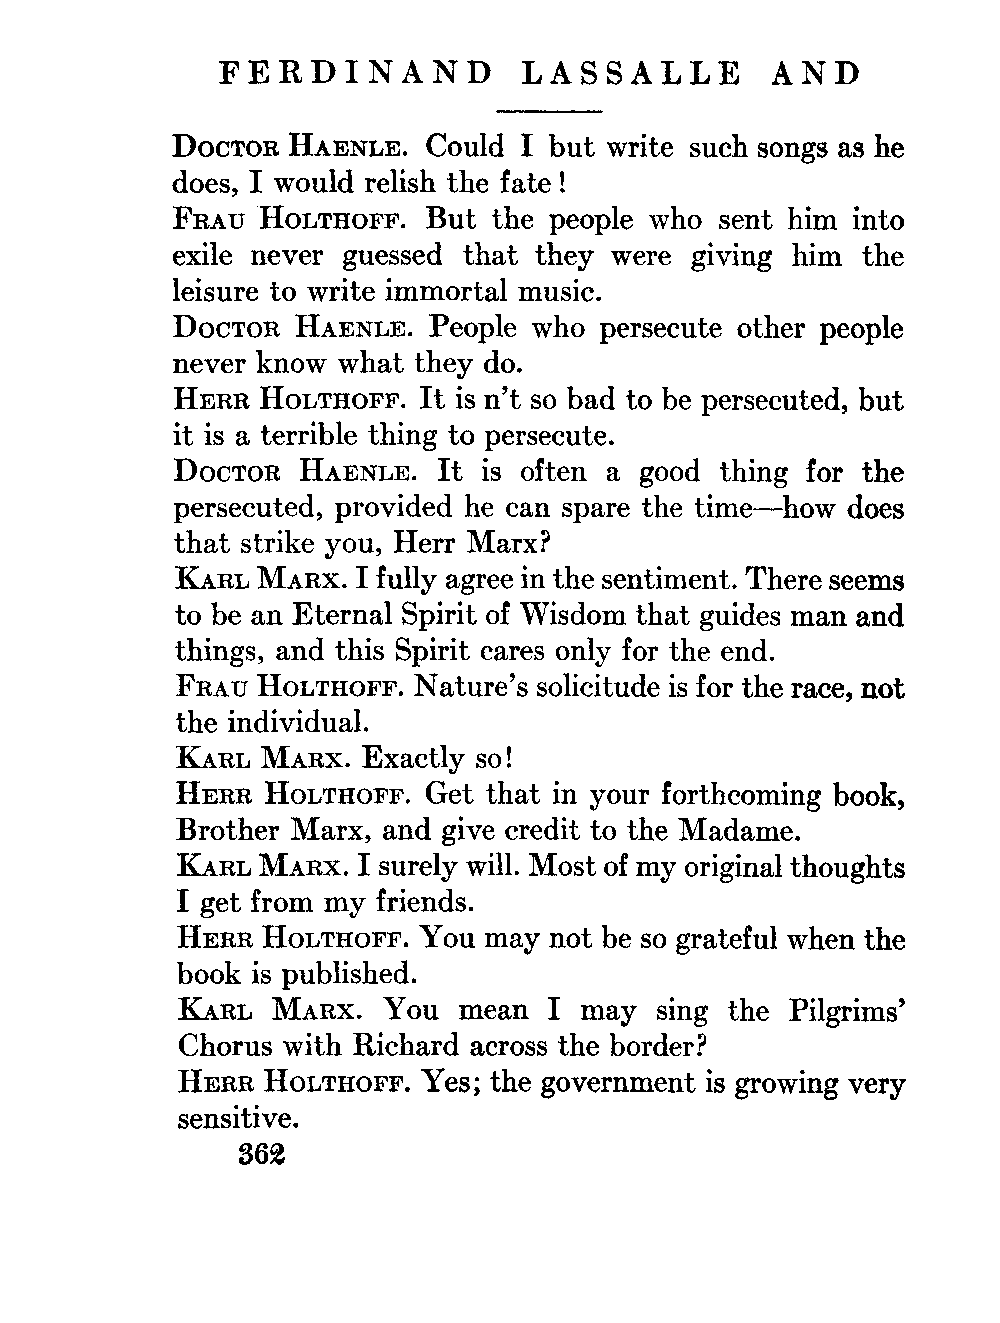 FERDINAND LASSALLE AND
DOCTOR HAENLE. Could I but write such songs as he
does, I would relish the fate!
FRAU HOLTHOFF. But the people who sent him into
exile never guessed that they were giving him the
leisure to write immortal music.
DOCTOR HAENLE. People who persecute other people
never know what they do.
HERR HOLTHOFF. It is n't so bad to be persecuted, but
it is a terrible thing to persecute.
DOCTOR HAENLE. It is often a good thing for the
persecuted, provided he can spare the time—how does
that strike you, Herr Marx?
KARL MARX. I fully agree in the sentiment. There seems
to be an Eternal Spirit of Wisdom that guides man and
things, and this Spirit cares only for the end.
FRAU HOLTHOFF. Nature's solicitude is for the race, not
the individual.
KARL MARX. Exactly so!
HERR HOLTHOFF. Get that in your forthcoming book,
Brother Marx, and give credit to the Madame.
KARL MARX. I surely will. Most of my original thoughts
I get from my friends.
HERR HOLTHOFF. You may not be so grateful when the
book is published.
KARL MARX. You mean I may sing the Pilgrims'
Chorus with Richard across the border?
HERR HOLTHOFF. Yes; the government is growing very
sensitive.
362